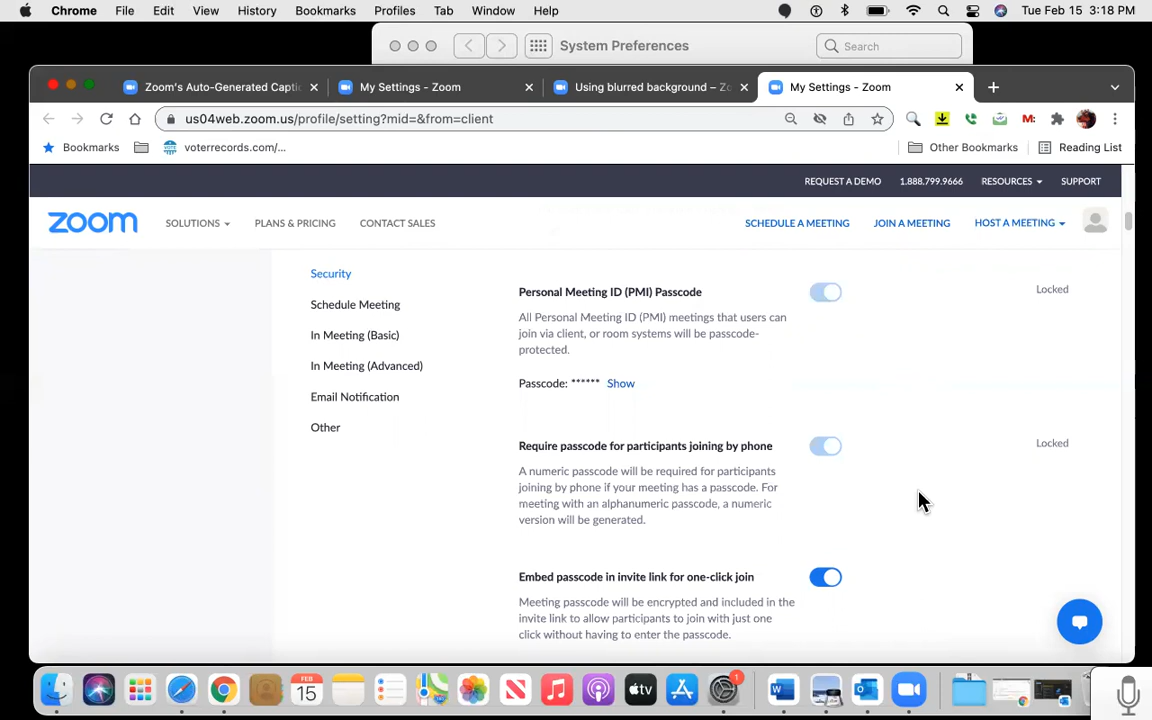 Chrome File Edit View History Bookmarks Profiles Tab Window Help Tue Feb 15 3:18 PM
System Preferences Search
Zoom's Auto-Generated Capti My Settings - Zoom Using blurred background – Zo My Settings - Zoom
us04web.zoom.us/profile/setting?mid=&from=client
Bookmarks voterrecords.com/... Other Bookmarks Reading List
REQUEST A DEMO 1.888.799.9666 RESOURCES SUPPORT
zoom SOLUTIONS PLANS & PRICING CONTACT SALES SCHEDULE A MEETING JOIN A MEETING HOST A MEETING
Security
Schedule Meeting
In Meeting (Basic)
In Meeting (Advanced)
Email Notification
Other
Personal Meeting ID (PMI) Passcode Locked
All Personal Meeting ID (PMI) meetings that users can
join via client, or room systems will be passcode-
protected.
Passcode: ****** Show
Require passcode for participants joining by phone Locked
A numeric passcode will be required for participants
joining by phone if your meeting has a passcode. For
meeting with an alphanumeric passcode, a numeric
version will be generated.
Embed passcode in invite link for one-click join
Meeting passcode will be encrypted and included in the
invite link to allow participants to join with just one
click without having to enter the passcode.
FEB
15
tv
1